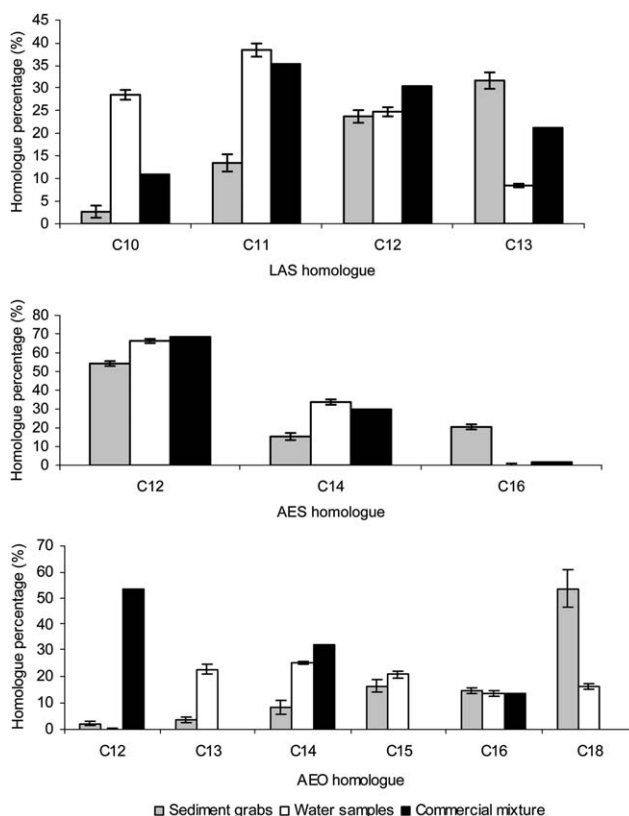 Homologue percentage (%)
45
40
35
30
25
20
15
10
5
0
C10 C11 C12 C13
LAS homologue
Homologue percentage (%)
80
70
60
50
40
30
20
10
0
C12 C14 C16
AES homologue
Homologue percentage (%)
70
60
50
40
30
20
10
0
C12 C13 C14 C15 C16 C18
AEO homologue
Sediment grabs Water samples Commercial mixture